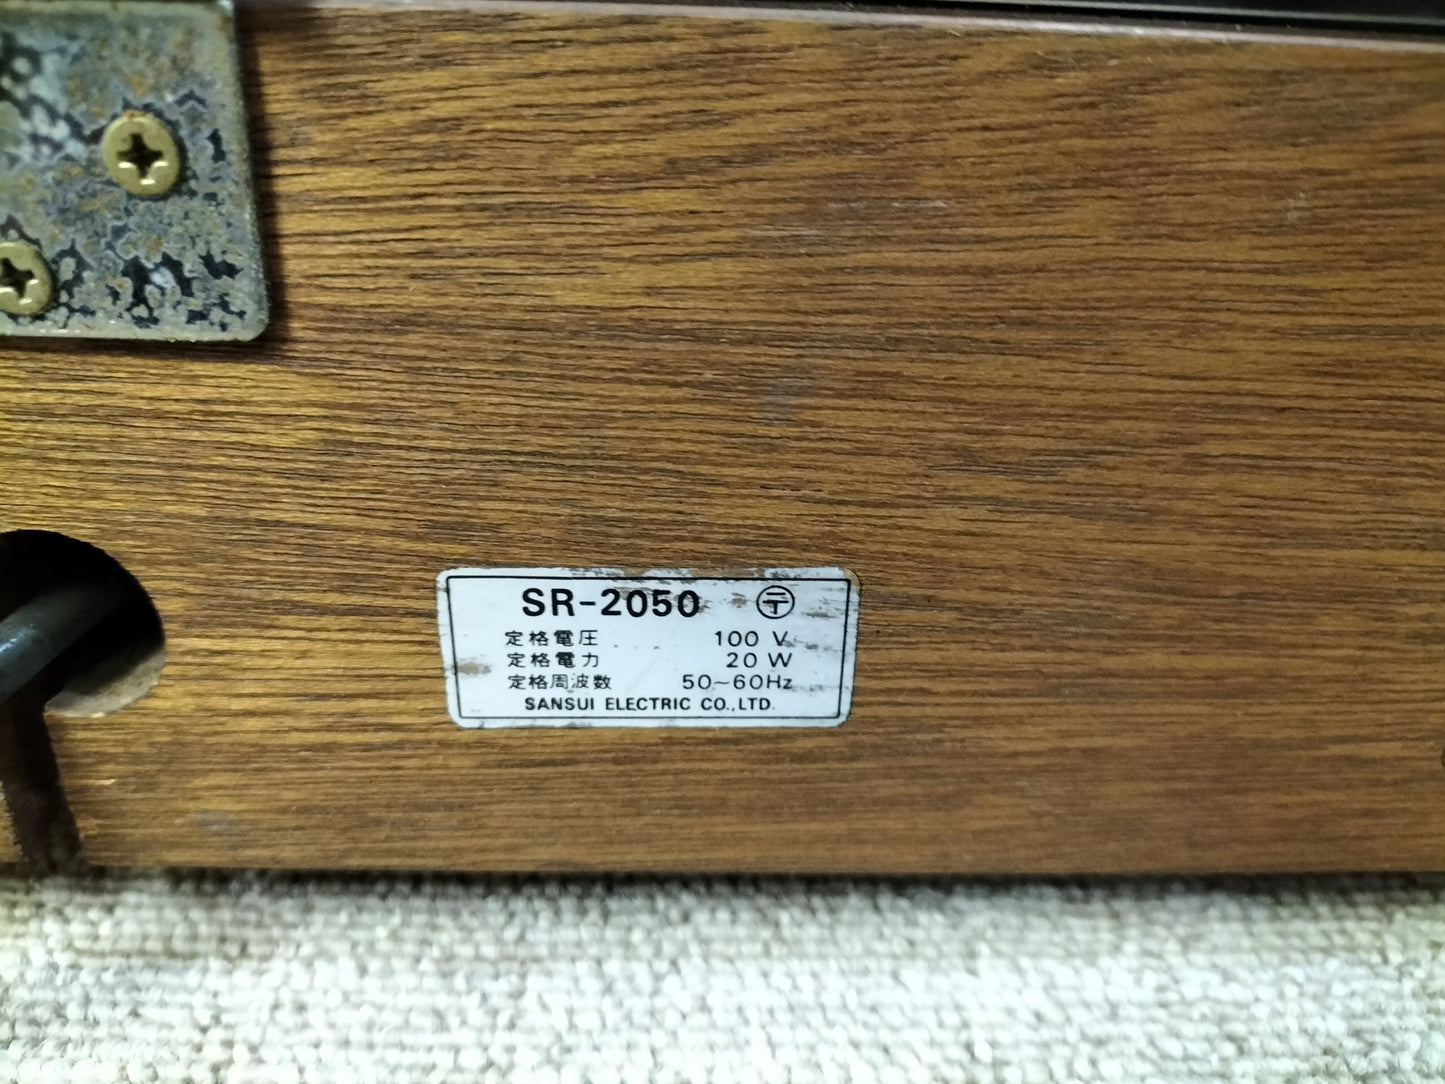 SR-2050 〶
定格電圧 100 V
定格電力 20 W
定格周波数 50~60Hz
SANSUI ELECTRIC CO.,LTD.